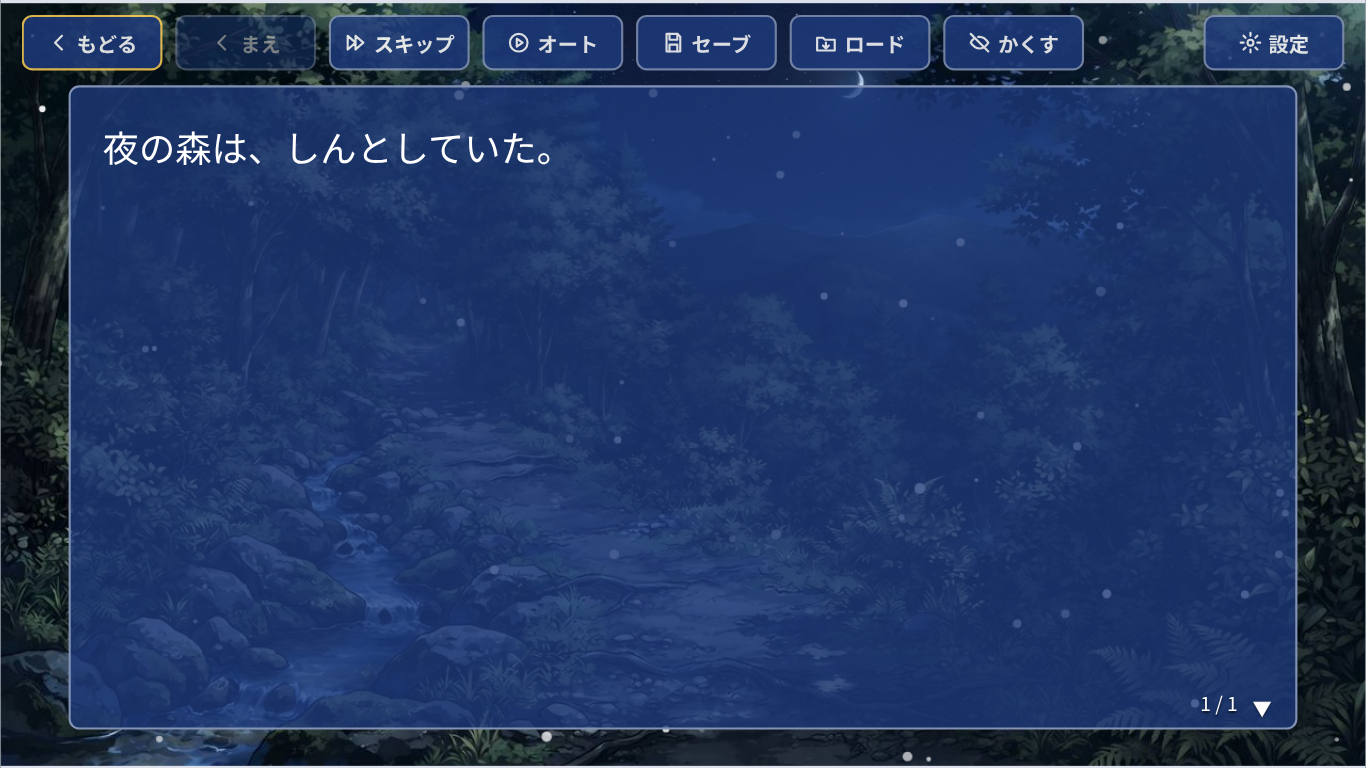 もどる
まえ
スキップ
オート
セーブ
ロード
かくす
設定
夜の森は、しんとしていた。
1/1 ▼